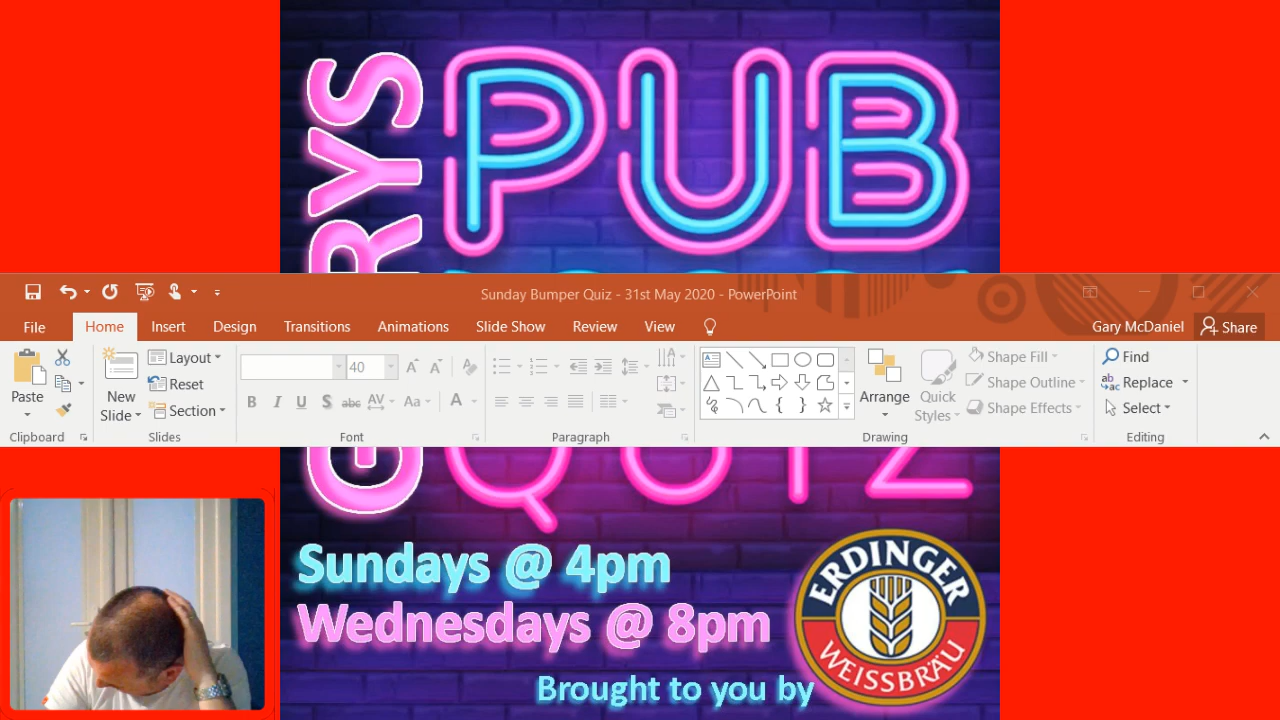 PUB
RYS
Sunday Bumper Quiz - 31st May 2020 - PowerPoint
File Home Insert Design Transitions Animations Slide Show Review View Gary McDaniel Share
Paste
New Slide
Layout
Reset
Section
40
B I U S abc AV Aa A
Arrange
Quick Styles
Shape Fill
Shape Outline
Shape Effects
Find
Replace
Select
Clipboard Slides Font Paragraph Drawing Editing
G
QUIZ
Sundays @ 4pm
Wednesdays @ 8pm
Brought to you by
ERDINGER
WEISSBRÄU